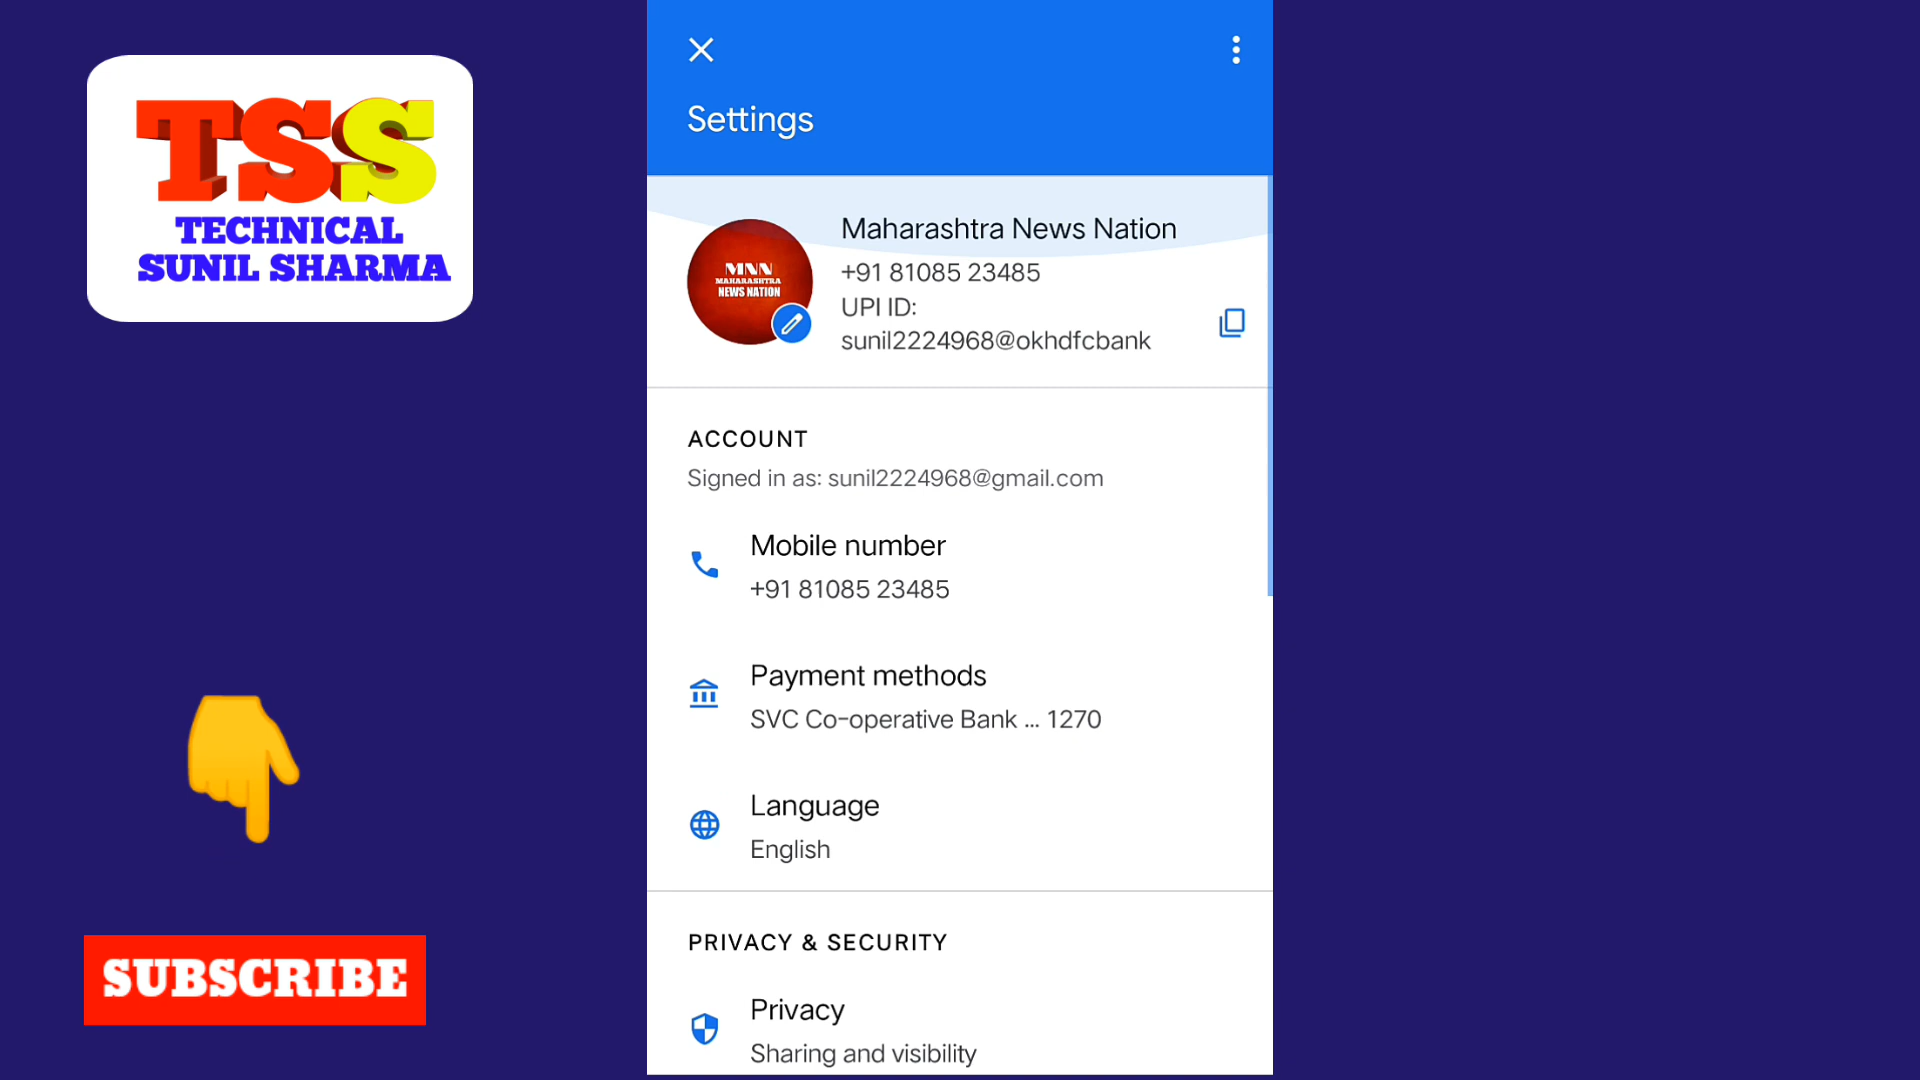 TSS
TECHNICAL
SUNIL SHARMA
SUBSCRIBE
Settings
MNN
MAHARASHTRA
NEWS NATION
Maharashtra News Nation
+91 81085 23485
UPI ID:
sunil2224968@okhdfcbank
ACCOUNT
Signed in as: sunil2224968@gmail.com
Mobile number
+91 81085 23485
Payment methods
SVC Co-operative Bank ... 1270
Language
English
PRIVACY & SECURITY
Privacy
Sharing and visibility